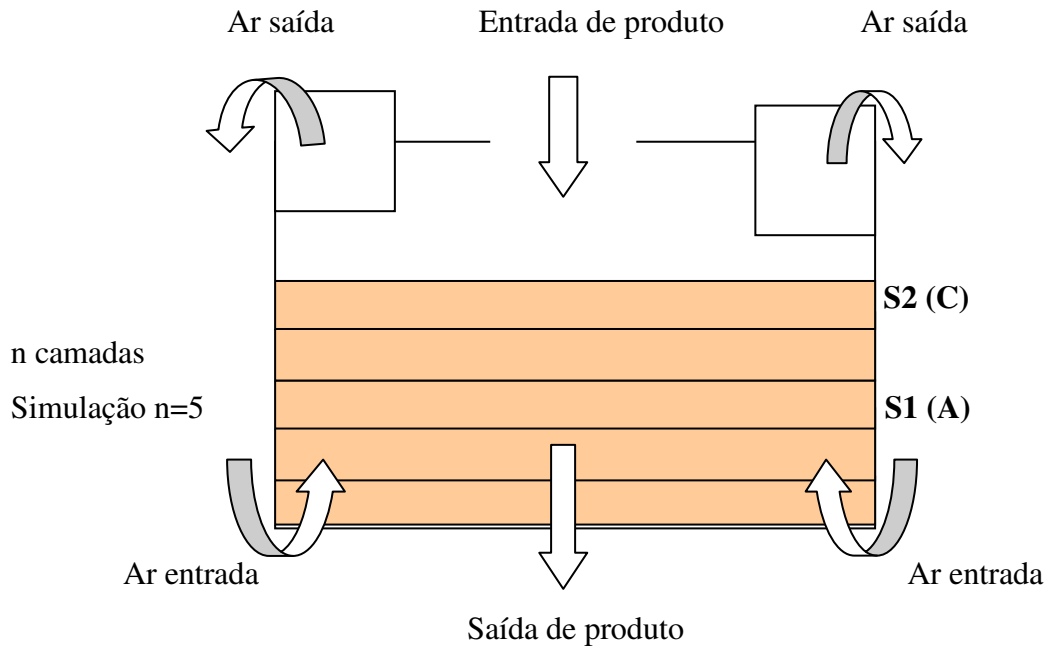 Ar saída
Entrada de produto
Ar saída
S2 (C)
n camadas
Simulação n=5
S1 (A)
Ar entrada
Ar entrada
Saída de produto